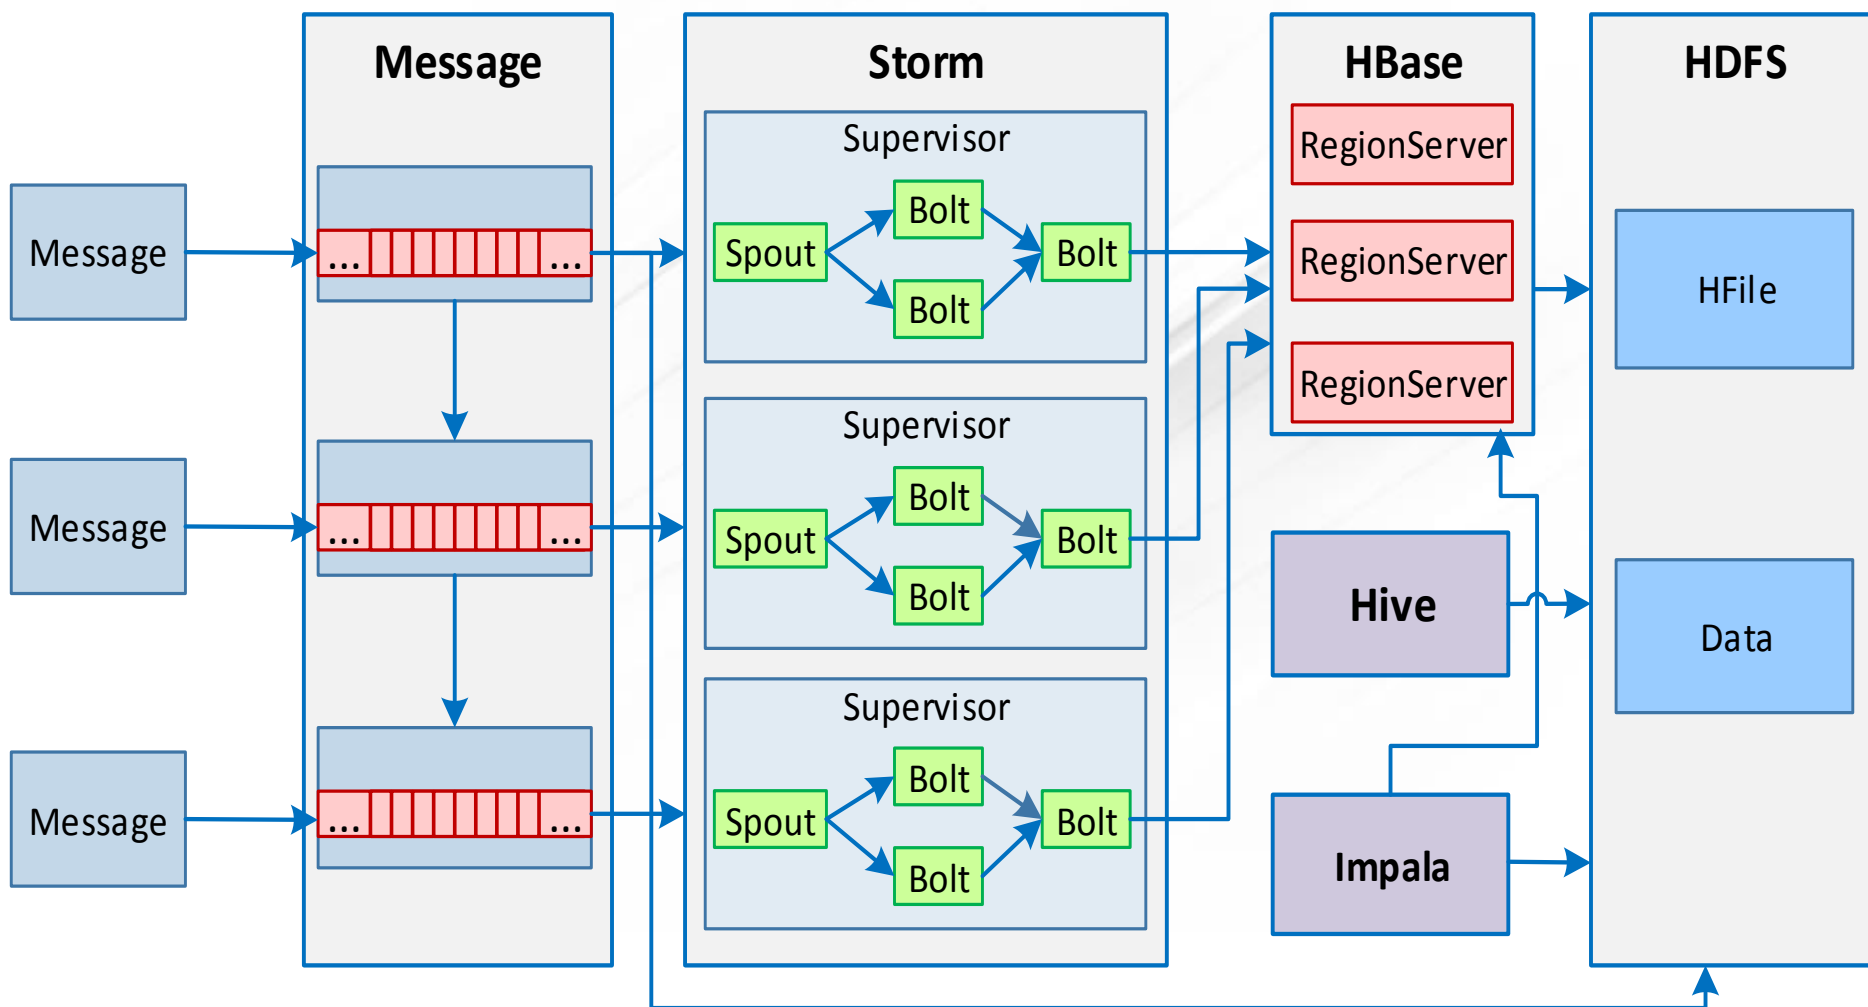 Message
Storm
HBase
HDFS
Message
Message
Message
...
...
...
...
...
...
Supervisor
Spout
Bolt
Bolt
Bolt
Supervisor
Spout
Bolt
Bolt
Bolt
Supervisor
Spout
Bolt
Bolt
Bolt
RegionServer
RegionServer
RegionServer
Hive
Impala
HFile
Data